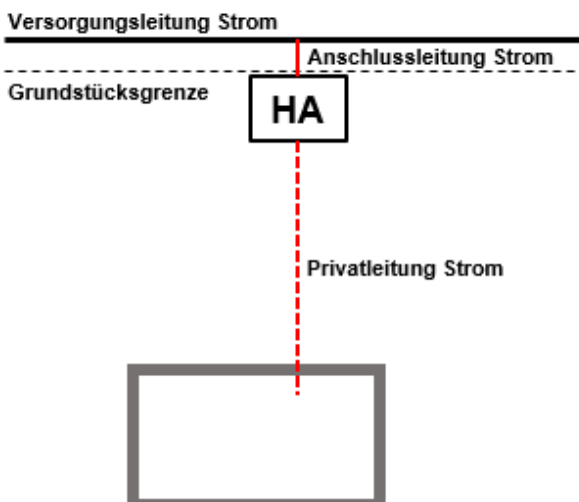 Versorgungsleitung Strom
Anschlussleitung Strom
Grundstücksgrenze
HA
Privatleitung Strom